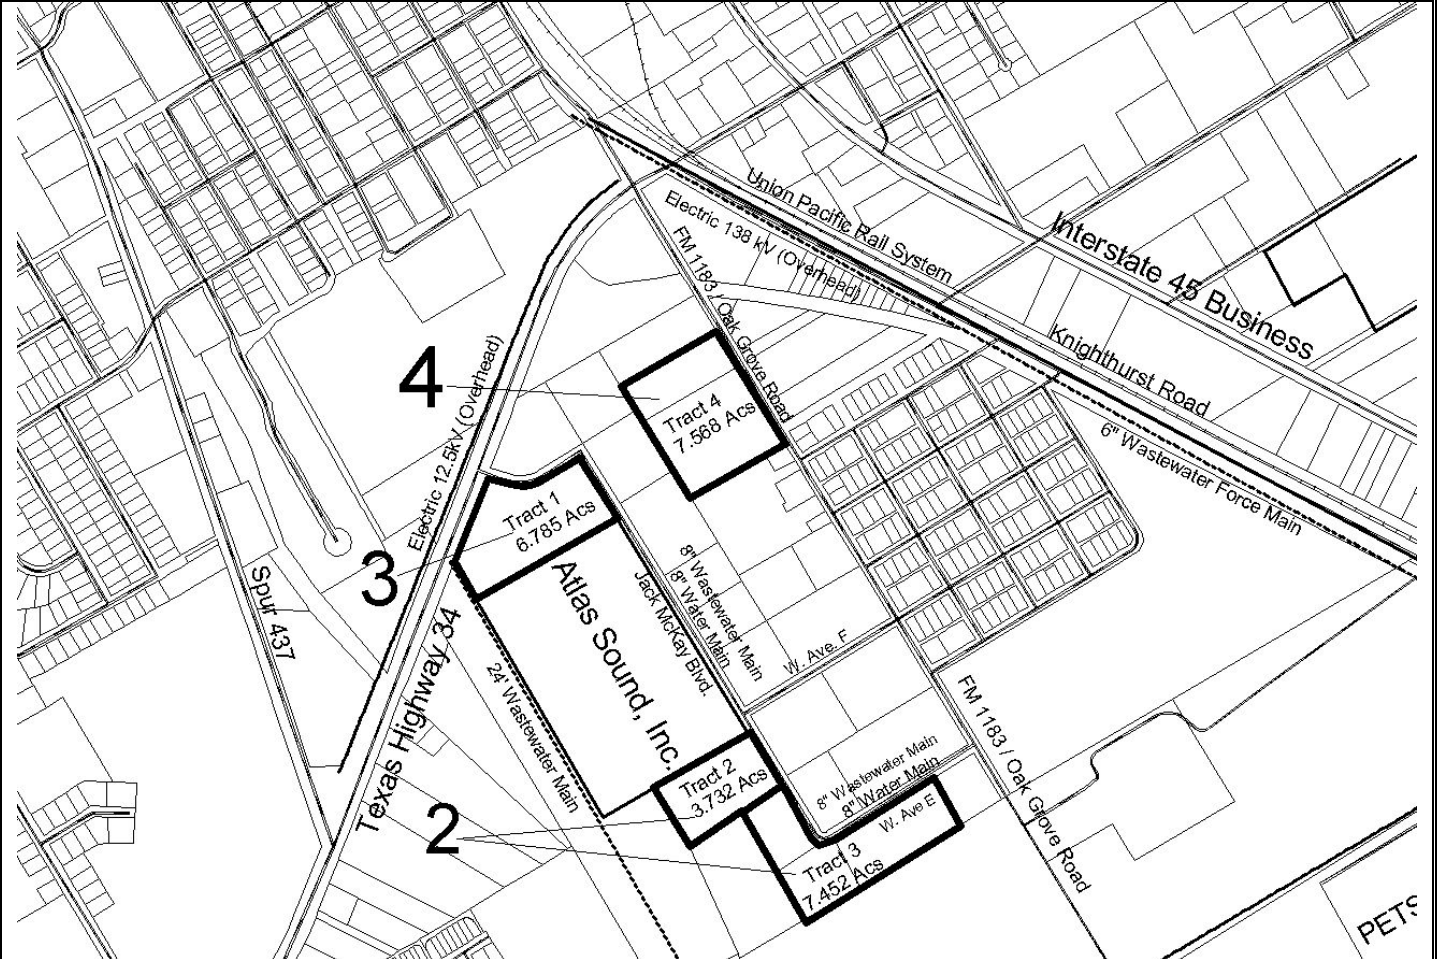 Union Pacific Rail System
Electric 138 kV (Overhead)
Interstate 45 Business
FM 1183 / Oak Grove Road
Knighthurst Road
6" Wastewater Force Main
4
Electric 12.5kV (Overhead)
Tract 4
7.568 Acs
Tract 1
6.785 Acs
3
Spur 437
Texas Highway 34
24' Wastewater Main
Atlas Sound, Inc.
Jack McKay Blvd.
8" Water Main
8" Wastewater Main
W. Ave. F
FM 1183 / Oak Grove Road
Tract 2
3.732 Acs
8" Wastewater Main
8" Water Main
W. Ave E
2
Tract 3
7.452 Acs
PETS